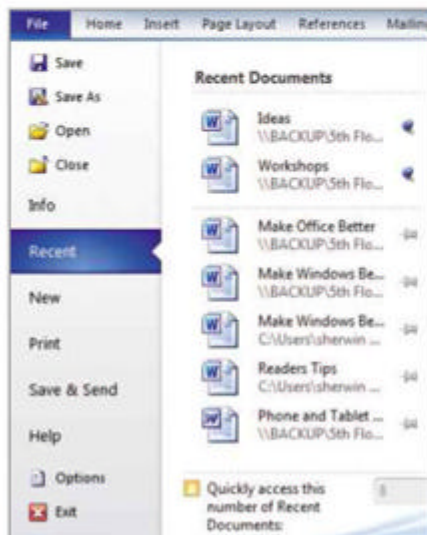 File Home Insert Page Layout References Mailing
Save
Save As
Open
Close
Info
Recent
New
Print
Save & Send
Help
Options
Exit
Recent Documents
Ideas
\\BACKUP\5th Flo...
Workshops
\\BACKUP\5th Flo...
Make Office Better
\\BACKUP\5th Flo...
Make Windows Be...
\\BACKUP\5th Flo...
Make Windows Be...
C:\Users\sherwin ...
Readers Tips
C:\Users\sherwin ...
Phone and Tablet ...
\\BACKUP\5th Flo...
Quickly access this
number of Recent
Documents: